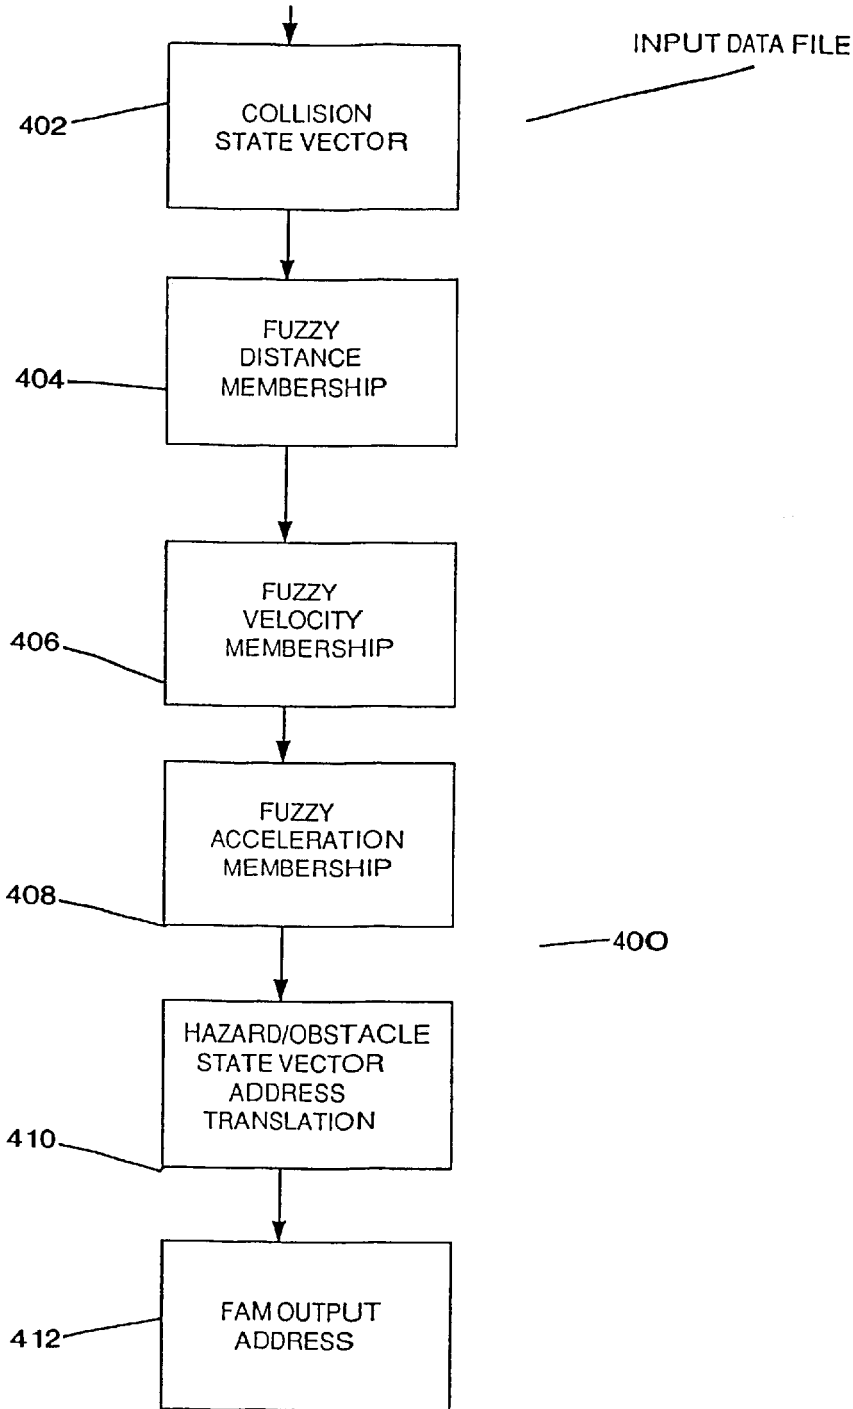 INPUT DATA FILE
402
COLLISION
STATE VECTOR
404
FUZZY
DISTANCE
MEMBERSHIP
406
FUZZY
VELOCITY
MEMBERSHIP
408
FUZZY
ACCELERATION
MEMBERSHIP
400
410
HAZARD/OBSTACLE
STATE VECTOR
ADDRESS
TRANSLATION
412
FAM OUTPUT
ADDRESS